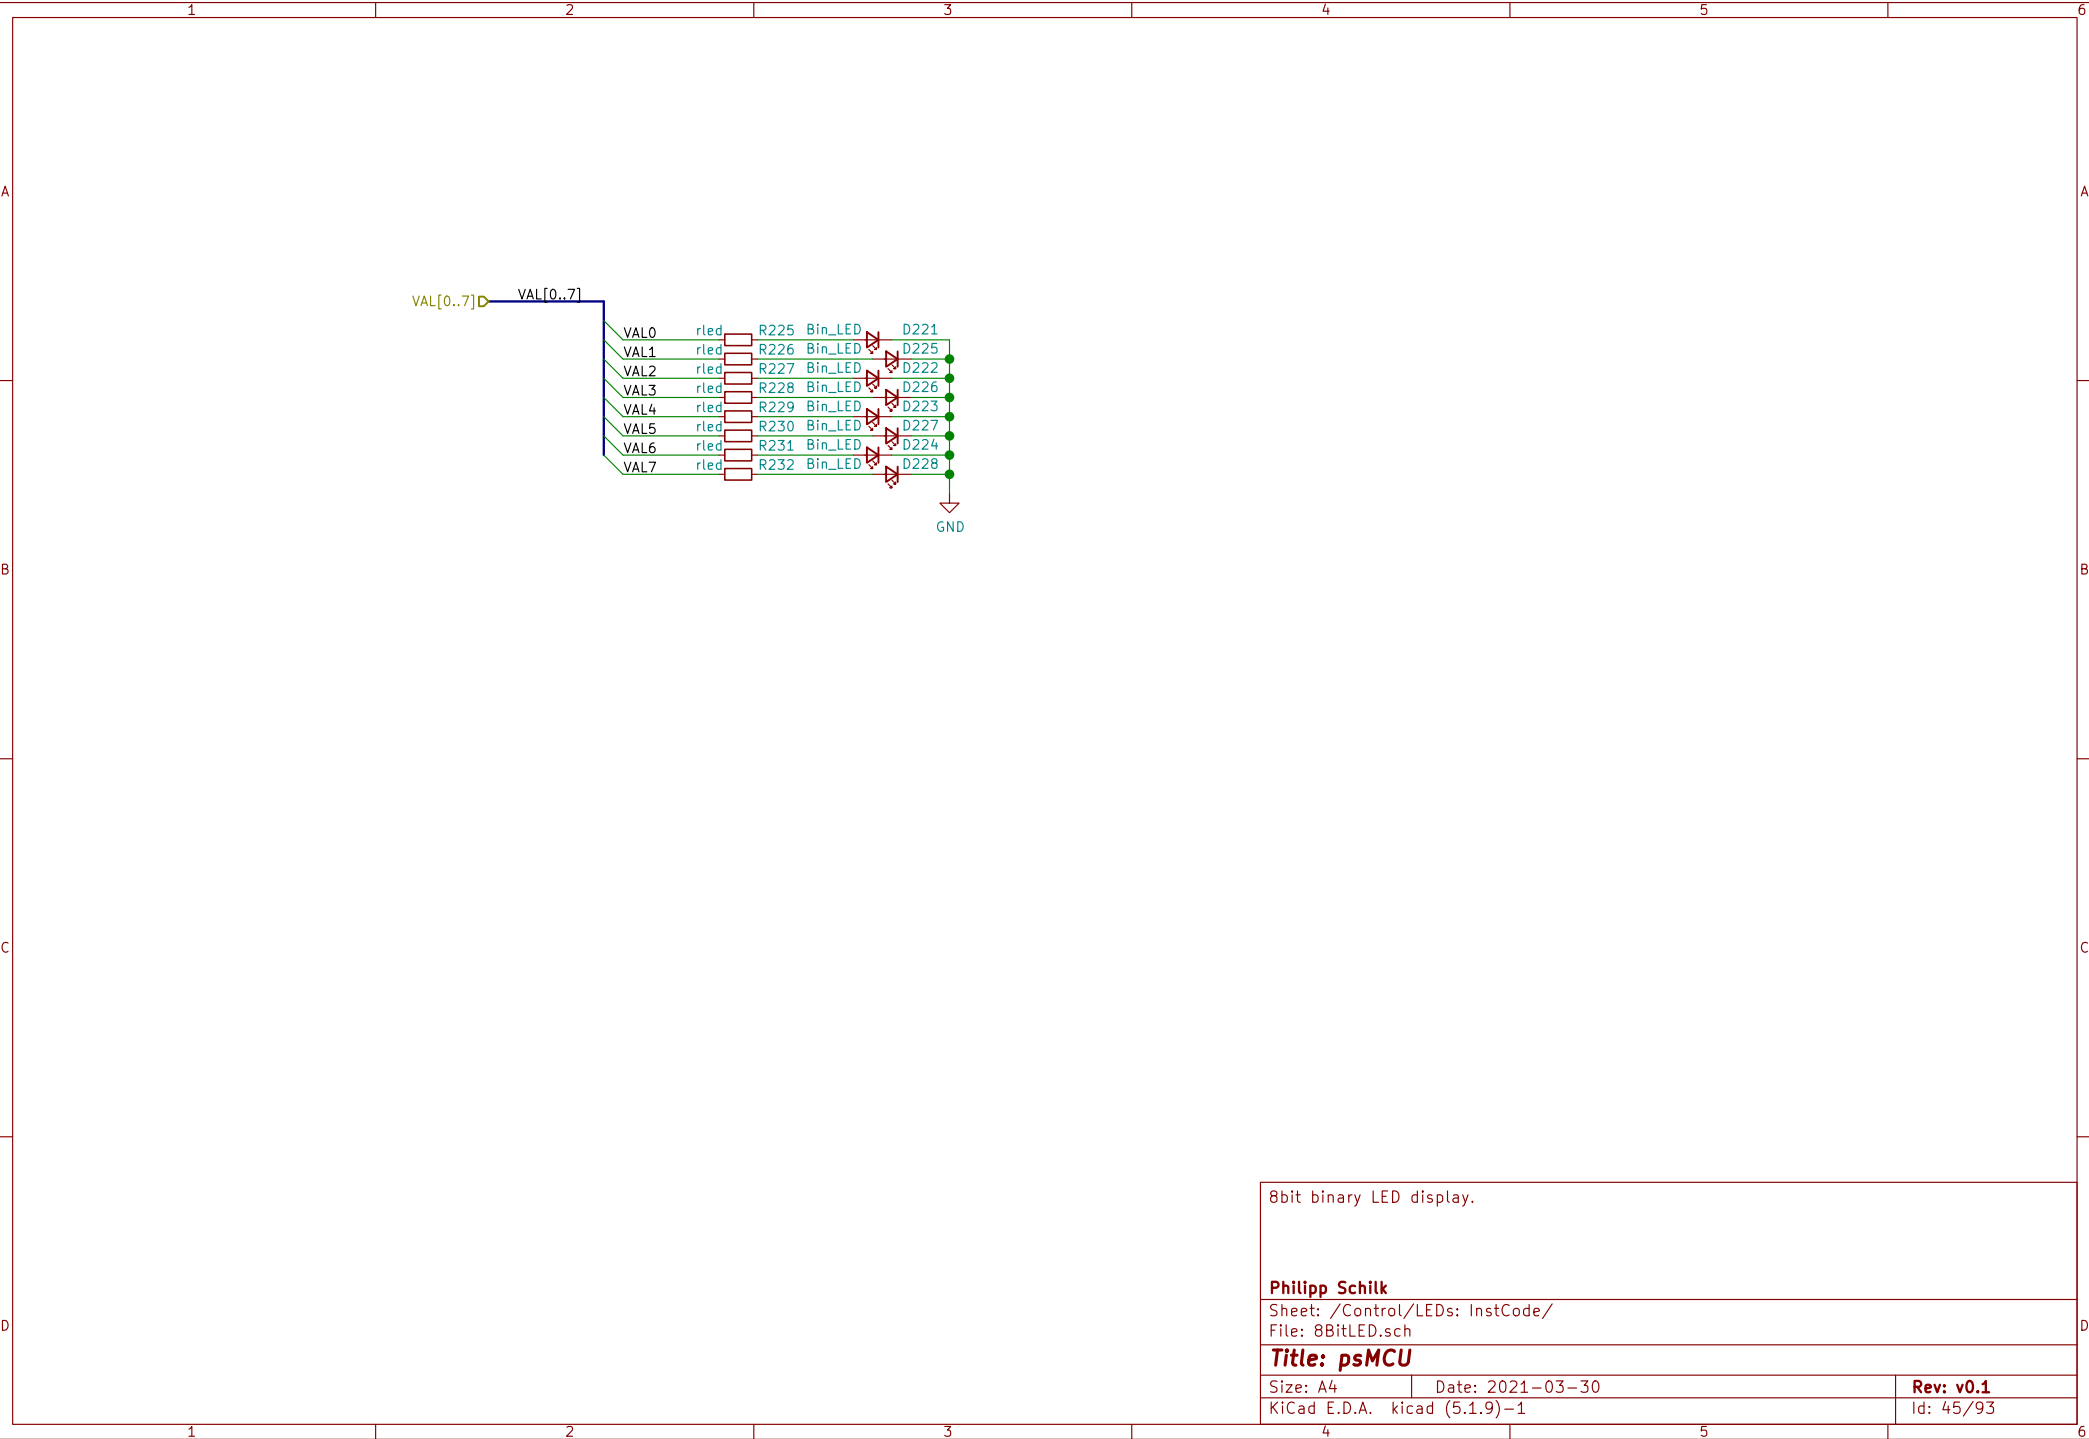 1 2 3 4 5 6
A A
VAL[0..7] VAL[0..7]
VAL0 rled R225 Bin_LED D221
VAL1 rled R226 Bin_LED D225
VAL2 rled R227 Bin_LED D222
VAL3 rled R228 Bin_LED D226
VAL4 rled R229 Bin_LED D223
VAL5 rled R230 Bin_LED D227
VAL6 rled R231 Bin_LED D224
VAL7 rled R232 Bin_LED D228
GND
B B
C C
8bit binary LED display.
Philipp Schilk
Sheet: /Control/LEDs: InstCode/
D D
File: 8BitLED.sch
Title: psMCU
Size: A4 Date: 2021-03-30 Rev: v0.1
KiCad E.D.A. kicad (5.1.9)-1 Id: 45/93
1 2 3 4 5 6